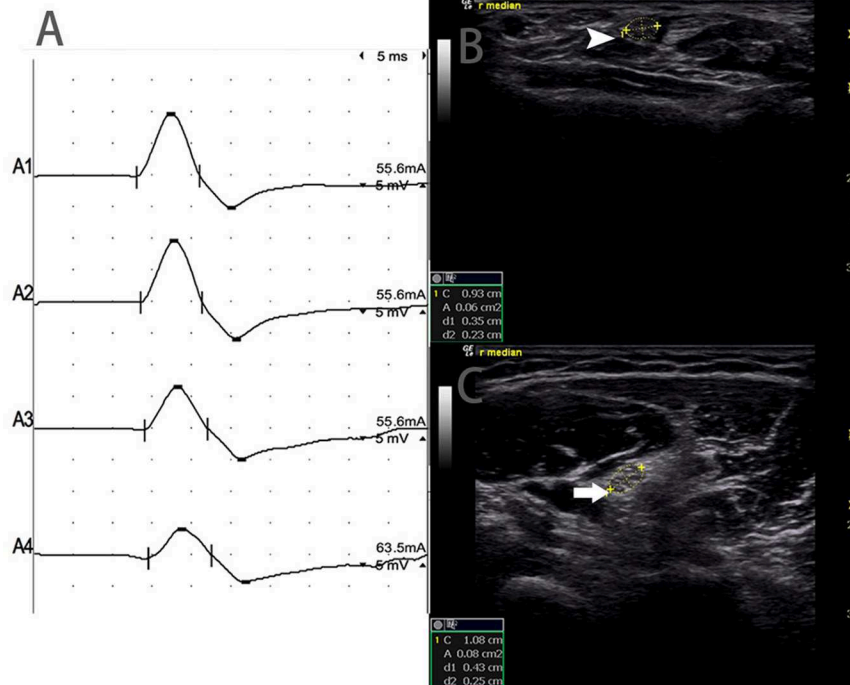 A
5 ms
A1
55.6mA
5 mV
A2
55.6mA
5 mV
A3
55.6mA
5 mV
A4
63.5mA
5 mV
r median
B
1 C 0.93 cm
A 0.06 cm2
d1 0.35 cm
d2 0.23 cm
r median
C
1 C 1.08 cm
A 0.08 cm2
d1 0.43 cm
d2 0.25 cm